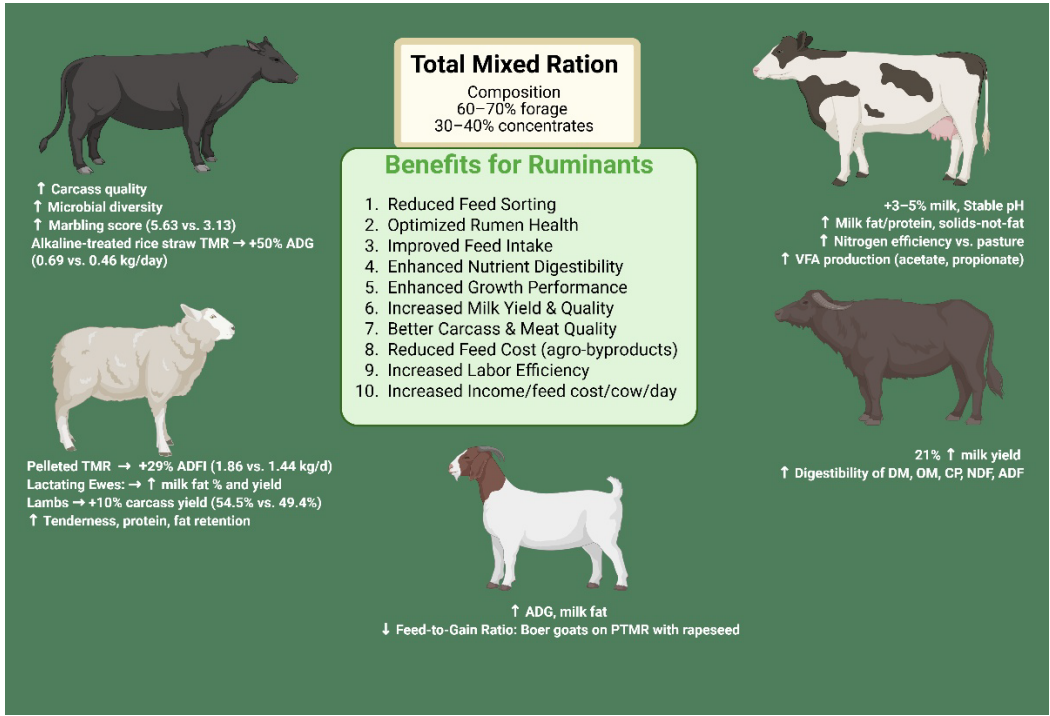 Total Mixed Ration
Composition
60–70% forage
30–40% concentrates
Benefits for Ruminants
1. Reduced Feed Sorting
2. Optimized Rumen Health
3. Improved Feed Intake
4. Enhanced Nutrient Digestibility
5. Enhanced Growth Performance
6. Increased Milk Yield & Quality
7. Better Carcass & Meat Quality
8. Reduced Feed Cost (agro-byproducts)
9. Increased Labor Efficiency
10. Increased Income/feed cost/cow/day
↑ Carcass quality
↑ Microbial diversity
↑ Marbling score (5.63 vs. 3.13)
Alkaline-treated rice straw TMR → +50% ADG
(0.69 vs. 0.46 kg/day)
+3–5% milk, Stable pH
↑ Milk fat/protein, solids-not-fat
↑ Nitrogen efficiency vs. pasture
↑ VFA production (acetate, propionate)
Pelleted TMR → +29% ADFI (1.86 vs. 1.44 kg/d)
Lactating Ewes: → ↑ milk fat % and yield
Lambs → +10% carcass yield (54.5% vs. 49.4%)
↑ Tenderness, protein, fat retention
21% ↑ milk yield
↑ Digestibility of DM, OM, CP, NDF, ADF
↑ ADG, milk fat
↓ Feed-to-Gain Ratio: Boer goats on PTMR with rapeseed